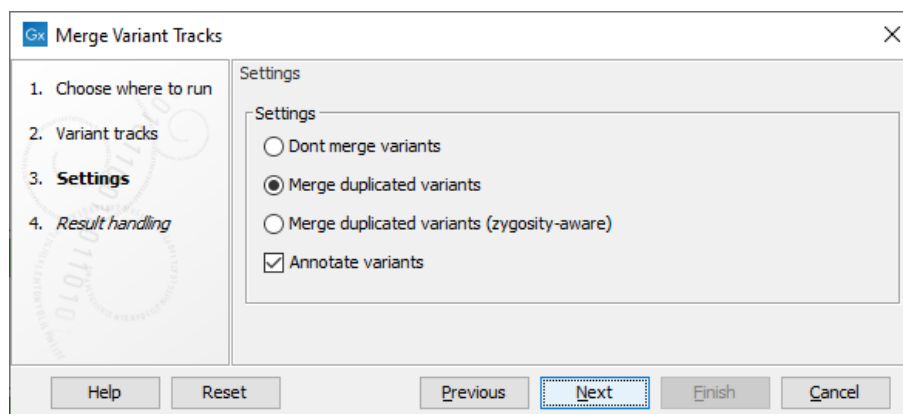 Gx Merge Variant Tracks
1. Choose where to run
2. Variant tracks
3. Settings
4. Result handling
Settings
Settings
Dont merge variants
Merge duplicated variants
Merge duplicated variants (zygosity-aware)
Annotate variants
Help Reset Previous Next Finish Cancel